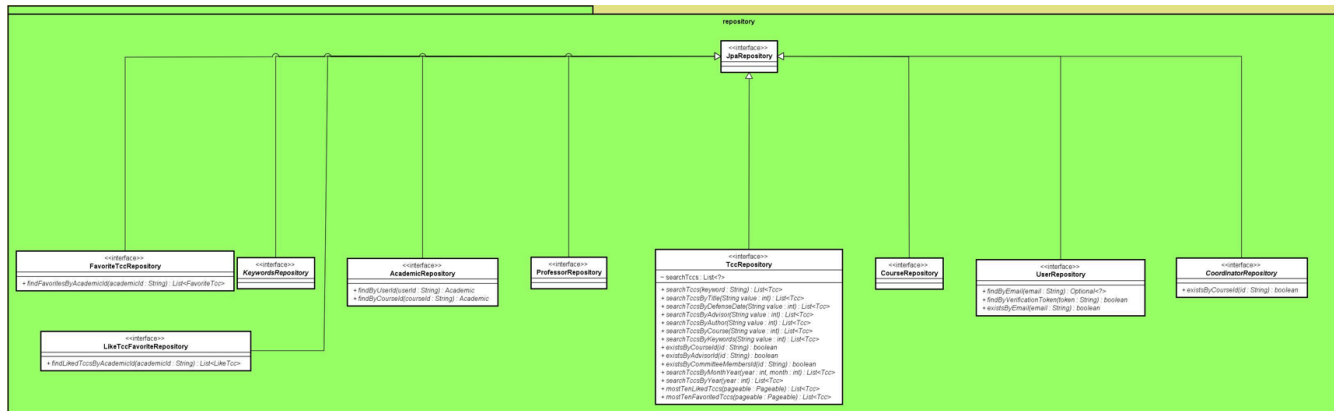 repository
<<interface>>
JpaRepository
<<interface>>
FavoriteTccRepository
+ findFavoritesByAcademicId(academicId : String) : List<FavoriteTcc>
<<interface>>
KeywordsRepository
<<interface>>
AcademicRepository
+ findByUserId(userId : String) : Academic
+ findByCourseId(courseId : String) : Academic
<<interface>>
ProfessorRepository
<<interface>>
TccRepository
~ searchTccs : List<?>
+ searchTccs(keyword : String) : List<Tcc>
+ searchTccsByTitle(String value : int) : List<Tcc>
+ searchTccsByDefenseDate(String value : int) : List<Tcc>
+ searchTccsByAdvisor(String value : int) : List<Tcc>
+ searchTccsByAuthor(String value : int) : List<Tcc>
+ searchTccsByCourse(String value : int) : List<Tcc>
+ searchTccsByKeywords(String value : int) : List<Tcc>
+ existsByCourseId(id : String) : boolean
+ existsByAdvisorId(id : String) : boolean
+ existsByCommitteeMembersId(id : String) : boolean
+ searchTccsByMonthYear(year : int, month : int) : List<Tcc>
+ searchTccsByYear(year : int) : List<Tcc>
+ mostTenLikedTccs(pageable : Pageable) : List<Tcc>
+ mostTenFavoritedTccs(pageable : Pageable) : List<Tcc>
<<interface>>
CourseRepository
<<interface>>
UserRepository
+ findByEmail(email : String) : Optional<?>
+ findByVerificationToken(token : String) : boolean
+ existsByEmail(email : String) : boolean
<<interface>>
CoordinatorRepository
+ existsByCourseId(id : String) : boolean
<<interface>>
LikeTccFavoriteRepository
+ findLikedTccsByAcademicId(academicId : String) : List<LikeTcc>